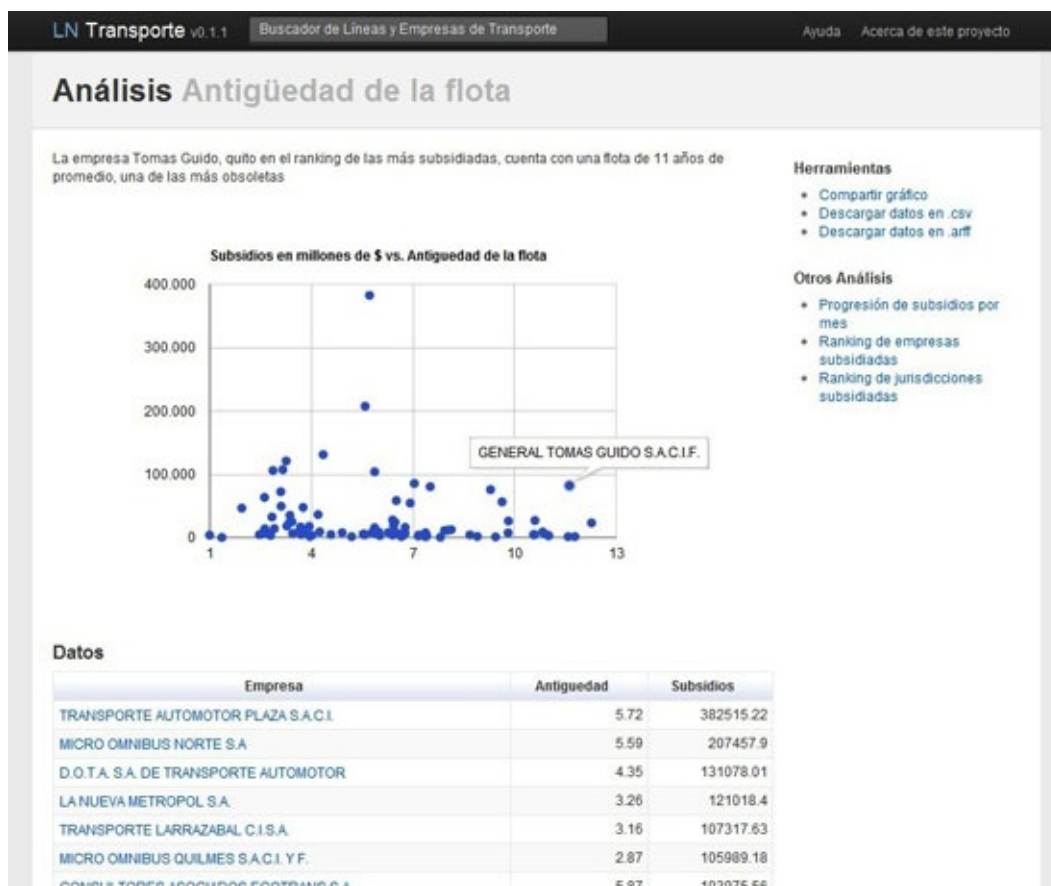 LN Transporte v0.1.1
Buscador de Líneas y Empresas de Transporte
Ayuda
Acerca de este proyecto
Análisis Antigüedad de la flota
La empresa Tomas Guido, quito en el ranking de las más subsidiadas, cuenta con una flota de 11 años de
promedio, una de las más obsoletas
Herramientas
Compartir gráfico
Descargar datos en .csv
Descargar datos en .arff
Otros Análisis
Progresión de subsidios por
mes
Ranking de empresas
subsidiadas
Ranking de jurisdicciones
subsidiadas
Subsidios en millones de $ vs. Antiguedad de la flota
400.000
300.000
200.000
100.000
0
GENERAL TOMAS GUIDO S.A.C.I.F.
1 4 7 10 13
Datos
Empresa Antiguedad Subsidios
TRANSPORTE AUTOMOTOR PLAZA S.A.C.I. 5.72 382515.22
MICRO OMNIBUS NORTE S.A 5.59 207457.9
D.O.T.A. S.A. DE TRANSPORTE AUTOMOTOR 4.35 131078.01
LA NUEVA METROPOL S.A. 3.26 121018.4
TRANSPORTE LARRAZABAL C.I.S.A. 3.16 107317.63
MICRO OMNIBUS QUILMES S.A.C.I. Y F. 2.87 105989.18
CONSULTORES ASOCIADOS ECOTRANS S.A. 5.87 103975.56